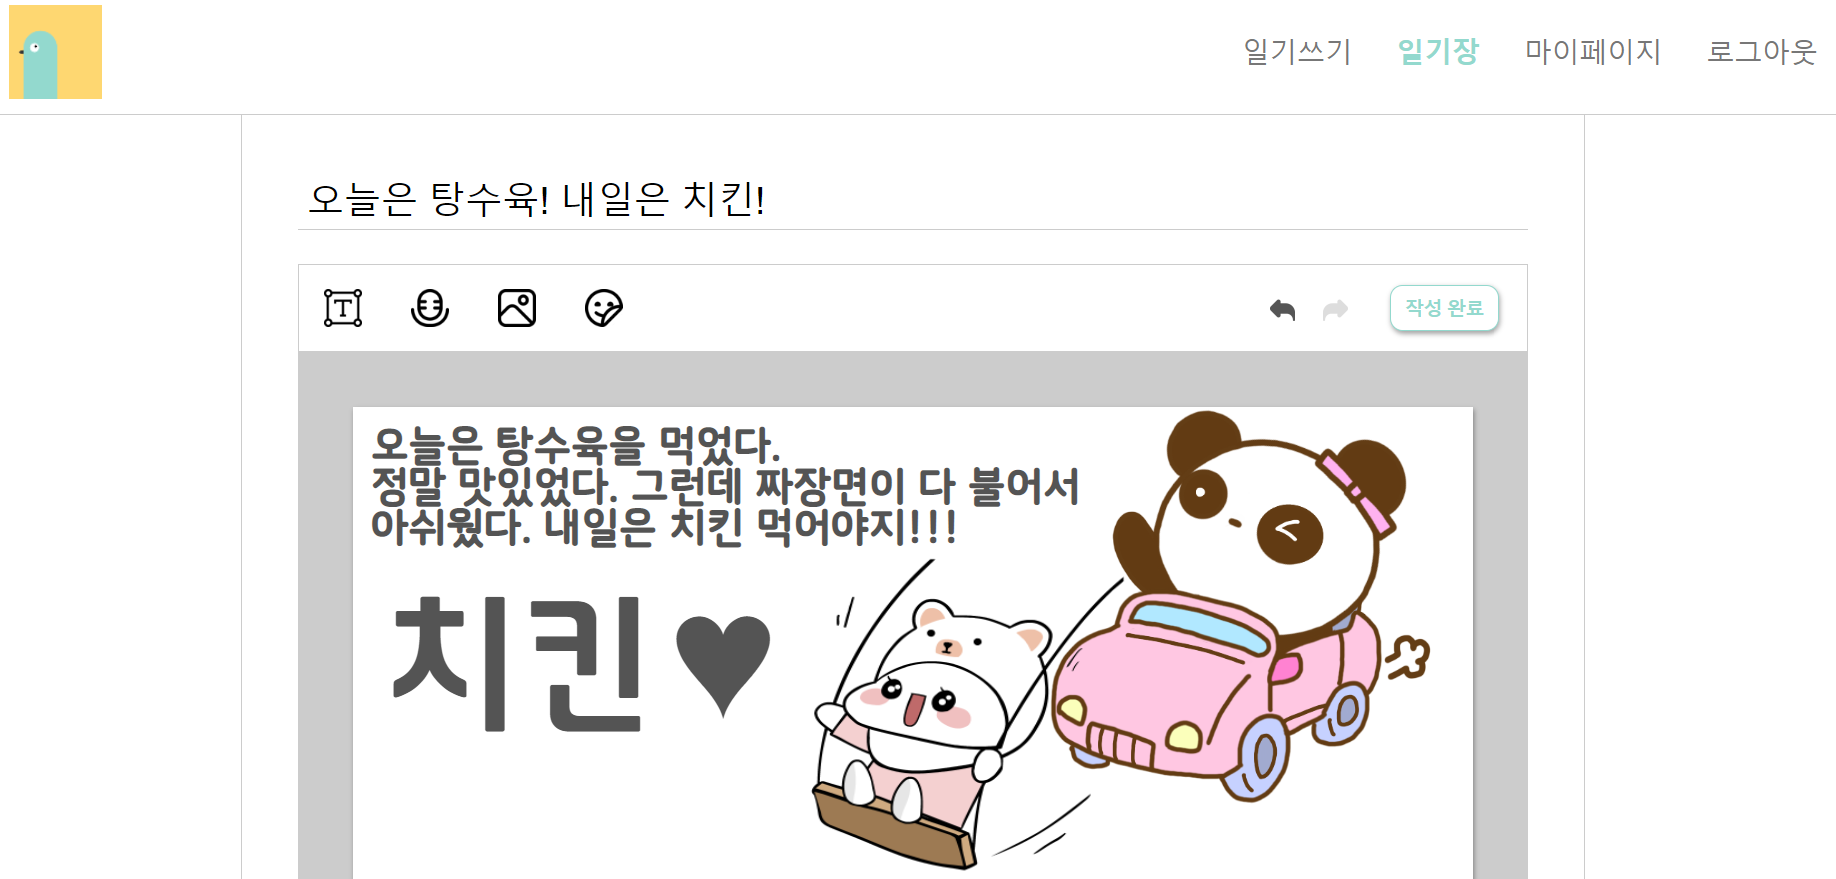 일기쓰기 일기장 마이페이지 로그아웃
오늘은 탕수육! 내일은 치킨!
T
작성 완료
오늘은 탕수육을 먹었다.
정말 맛있었다. 그런데 짜장면이 다 불어서
아쉬웠다. 내일은 치킨 먹어야지!!!
치킨♥